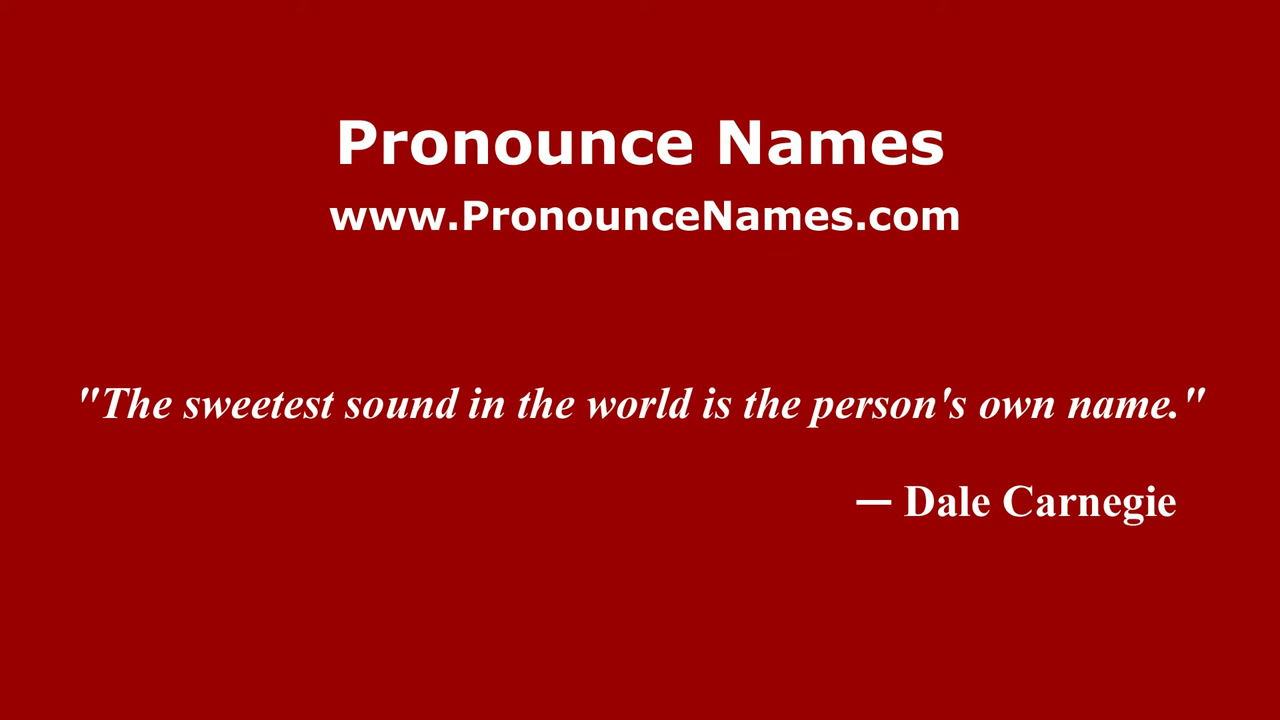 Pronounce Names
www.PronounceNames.com
"The sweetest sound in the world is the person's own name."
— Dale Carnegie